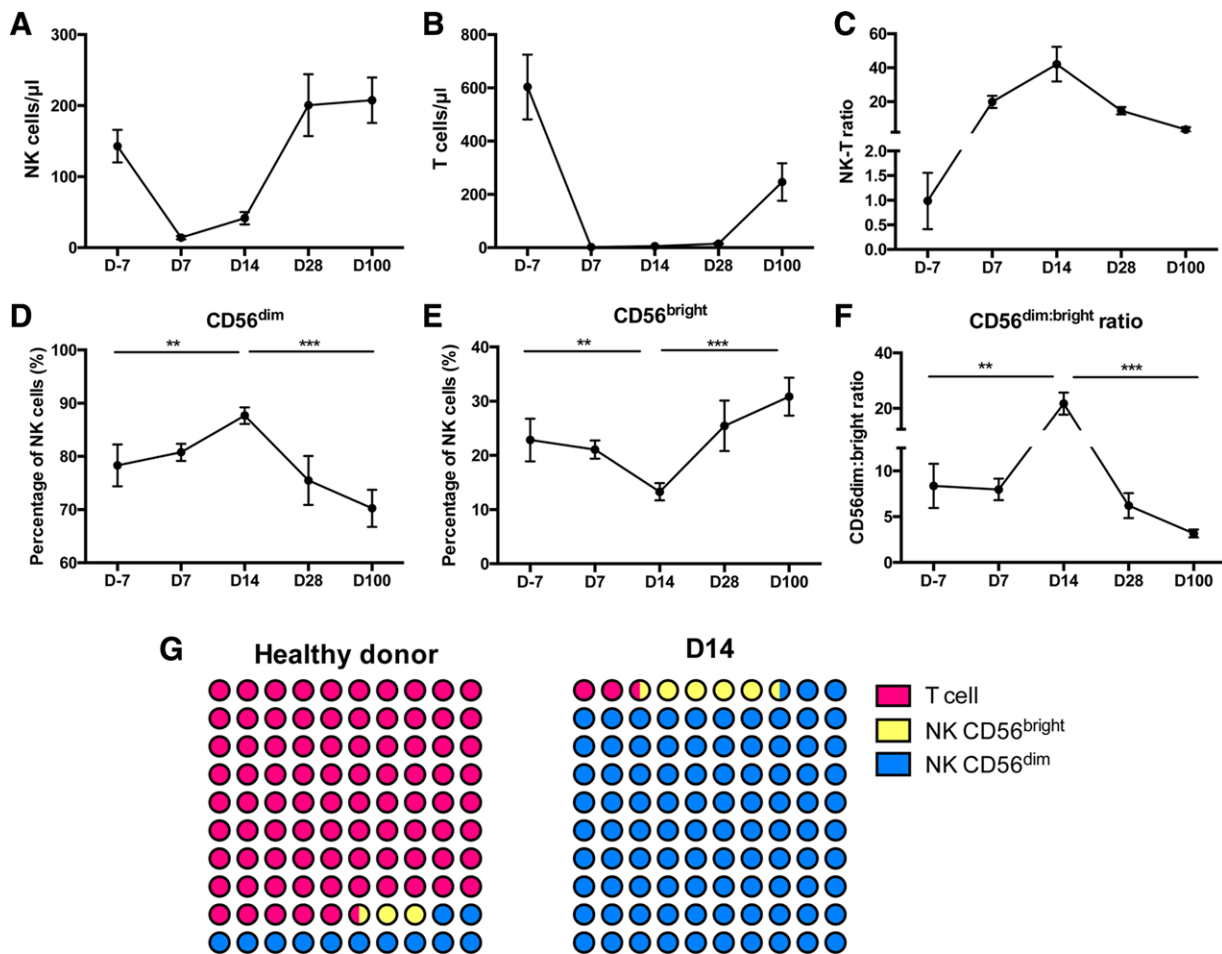 A
NK cells/µl
300
200
100
0
D-7 D7 D14 D28 D100
B
T cells/µl
800
600
400
200
0
D-7 D7 D14 D28 D100
C
NK-T ratio
60
40
20
2.0
1.5
1.0
0.5
0.0
D-7 D7 D14 D28 D100
D
CD56dim
Percentage of NK cells (%)
** ***
100
90
80
70
60
D-7 D7 D14 D28 D100
E
CD56bright
Percentage of NK cells (%)
** ***
40
30
20
10
0
D-7 D7 D14 D28 D100
F
CD56dim:bright ratio
CD56dim:bright ratio
** ***
40
20
10
5
0
D-7 D7 D14 D28 D100
G
Healthy donor
D14
T cell
NK CD56bright
NK CD56dim